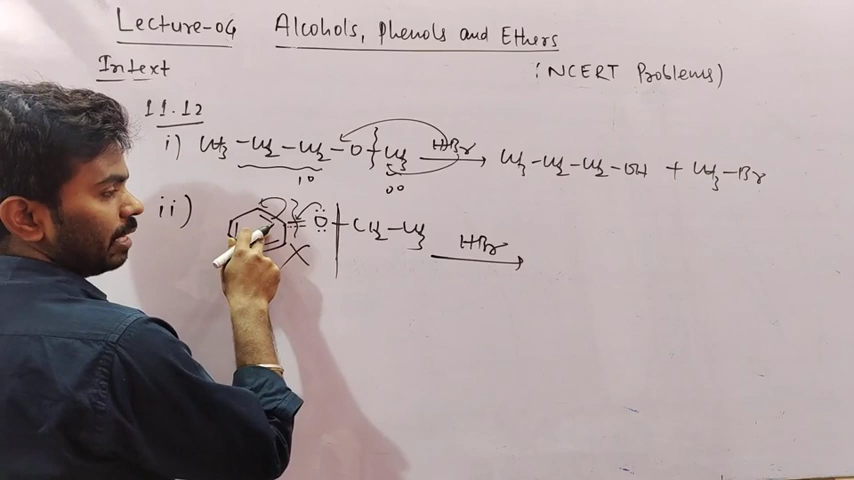 Lecture-04 Alcohols, Phenols and Ethers
Intext (NCERT Problems)
11.12
i) CH3-CH2-CH2-O-CH3 HBr → CH3-CH2-CH2-OH + CH3-Br
1° 0°
ii) Ö-CH2-CH3 HBr →